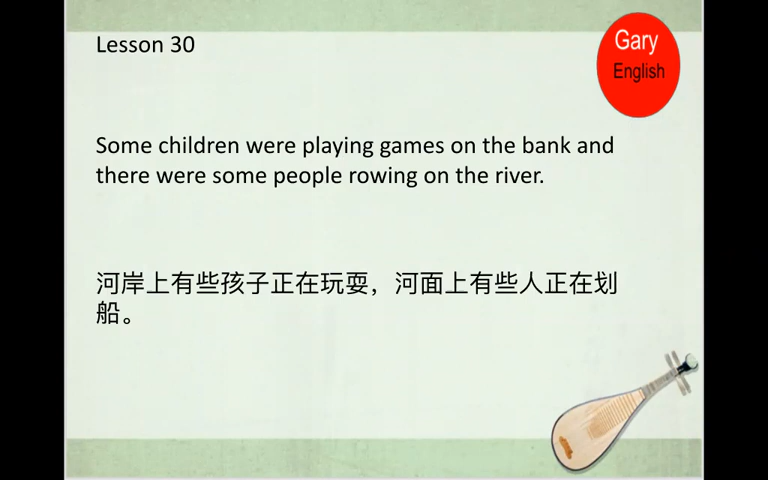 Lesson 30
Gary
English
Some children were playing games on the bank and
there were some people rowing on the river.
河岸上有些孩子正在玩耍，河面上有些人正在划
船。